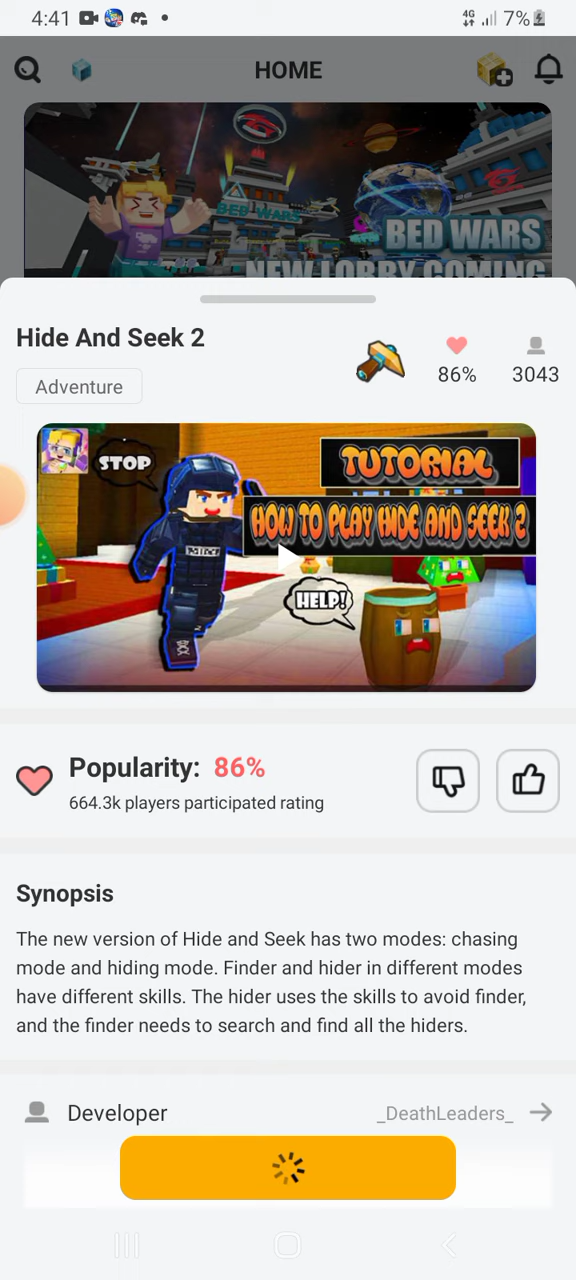 4:41
4G
7%
HOME
BED WARS
BED WARS
NEW LOBBY COMING
Hide And Seek 2
Adventure
86%
3043
STOP
TUTORIAL
HOW TO PLAY HIDE AND SEEK 2
POLICE
HELP!
Popularity: 86%
664.3k players participated rating
Synopsis
The new version of Hide and Seek has two modes: chasing
mode and hiding mode. Finder and hider in different modes
have different skills. The hider uses the skills to avoid finder,
and the finder needs to search and find all the hiders.
Developer
_DeathLeaders_